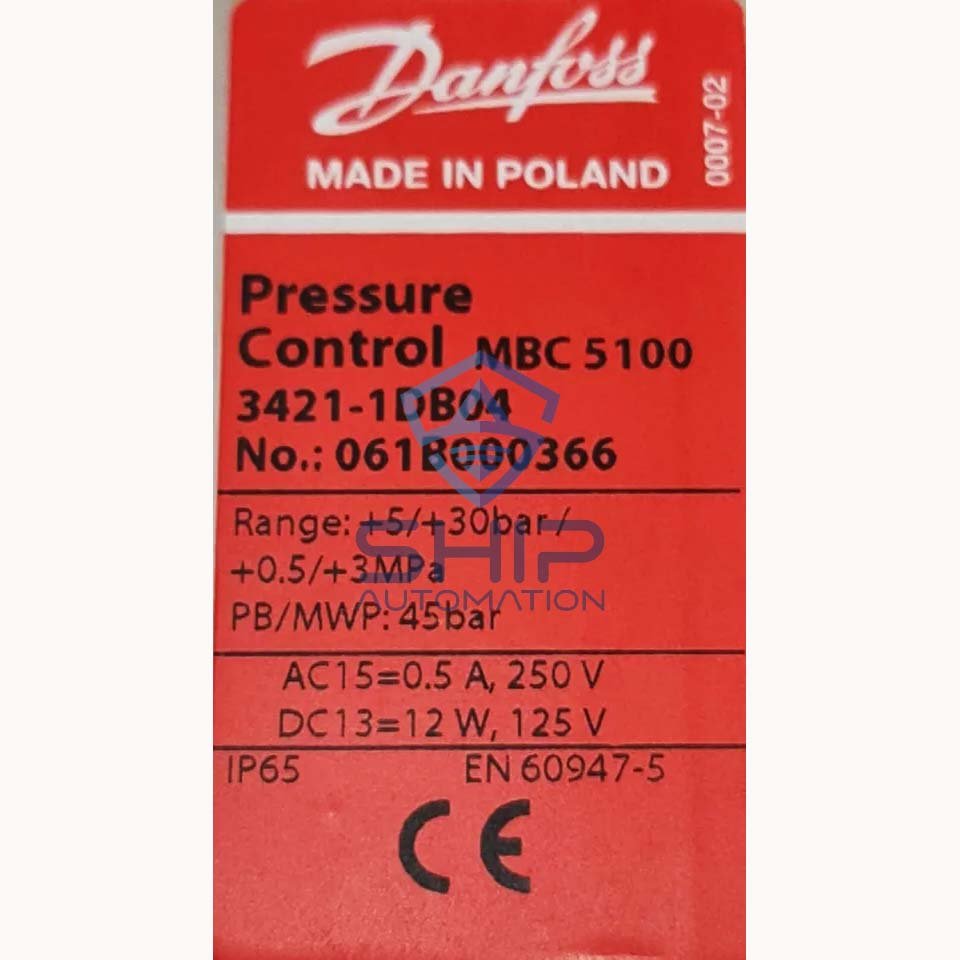 Danfoss
MADE IN POLAND
0007-02
Pressure
Control MBC 5100
3421-1DB04
No.: 061B000366
Range: +5/+30bar/
+0.5/+3MPa
PB/MWP: 45bar
SHIP
AUTOMATION
AC15=0.5 A, 250 V
DC13=12 W, 125 V
IP65 EN 60947-5
CE